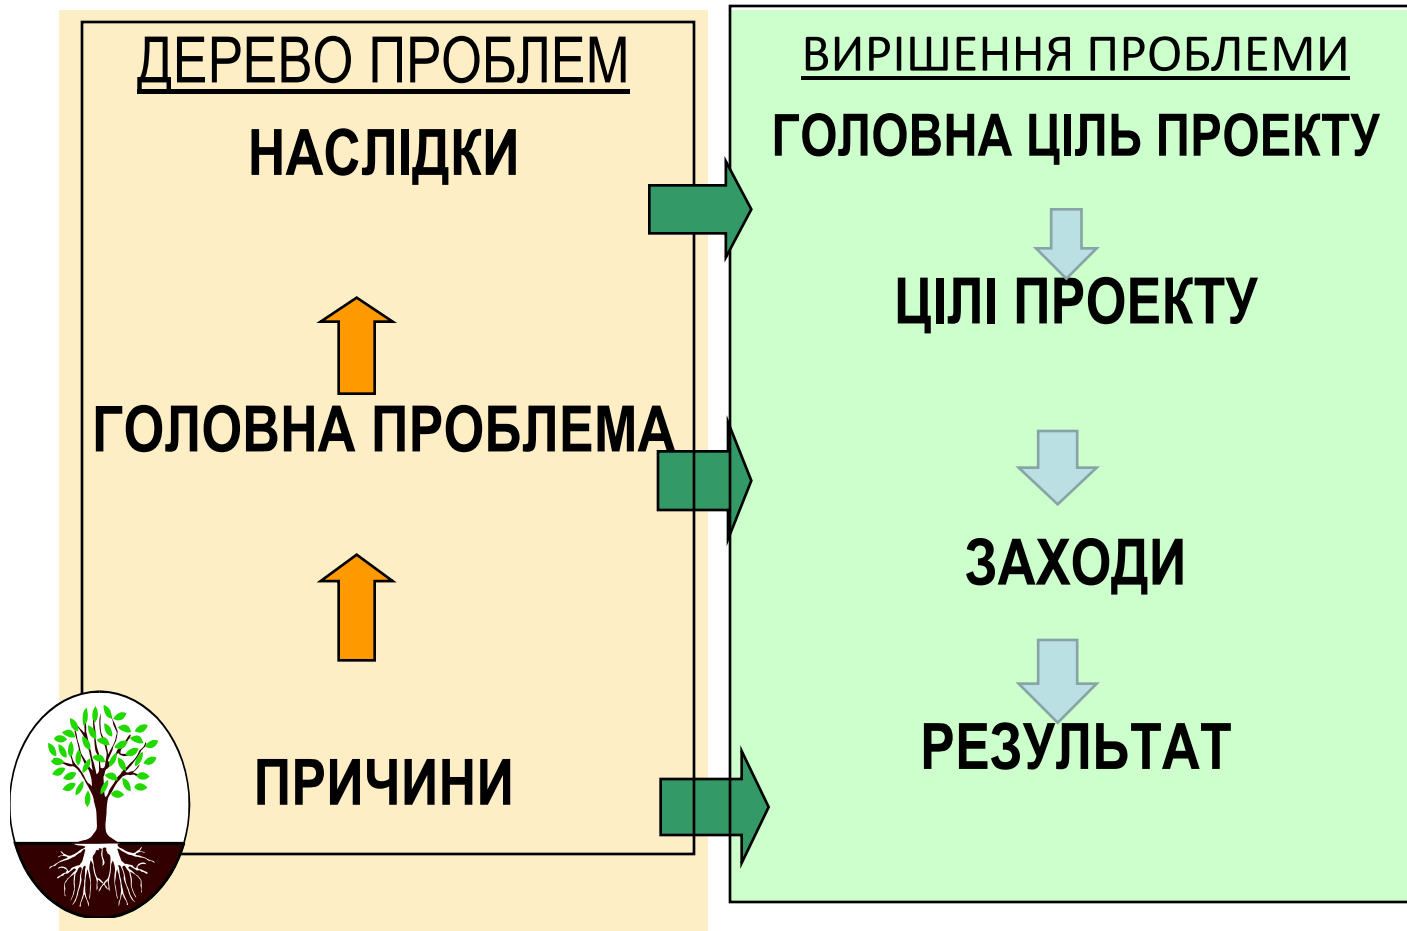 ДЕРЕВО ПРОБЛЕМ
НАСЛІДКИ
ГОЛОВНА ПРОБЛЕМА
ПРИЧИНИ
ВИРІШЕННЯ ПРОБЛЕМИ
ГОЛОВНА ЦІЛЬ ПРОЕКТУ
ЦІЛІ ПРОЕКТУ
ЗАХОДИ
РЕЗУЛЬТАТ